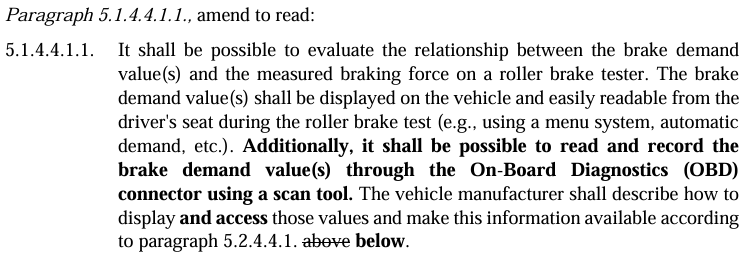 Paragraph 5.1.4.4.1.1., amend to read:
5.1.4.4.1.1. It shall be possible to evaluate the relationship between the brake demand
value(s) and the measured braking force on a roller brake tester. The brake
demand value(s) shall be displayed on the vehicle and easily readable from the
driver's seat during the roller brake test (e.g., using a menu system, automatic
demand, etc.). Additionally, it shall be possible to read and record the
brake demand value(s) through the On-Board Diagnostics (OBD)
connector using a scan tool. The vehicle manufacturer shall describe how to
display and access those values and make this information available according
to paragraph 5.2.4.4.1. above below.